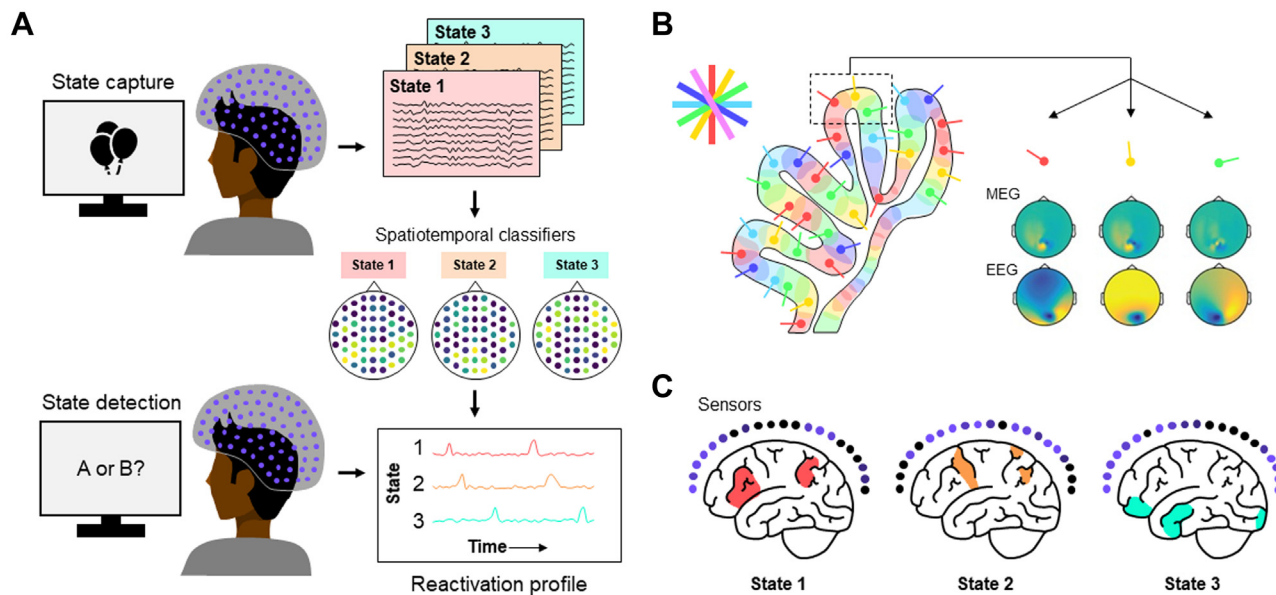 A
State capture
State 3
State 2
State 1
Spatiotemporal classifiers
State 1
State 2
State 3
State detection
A or B?
State
1
2
3
Time
Reactivation profile
B
MEG
EEG
C
Sensors
State 1
State 2
State 3